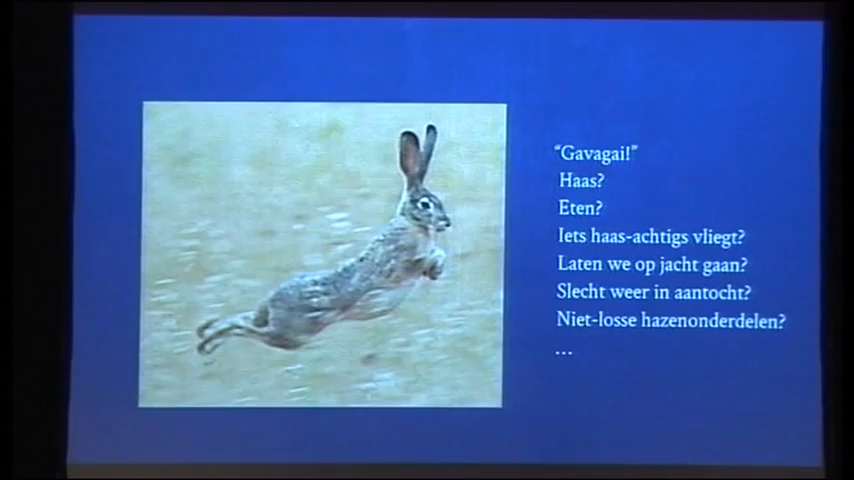 “Gavagai!”
Haas?
Eten?
Iets haas-achtigs vliegt?
Laten we op jacht gaan?
Slecht weer in aantocht?
Niet-losse hazenonderdelen?
...